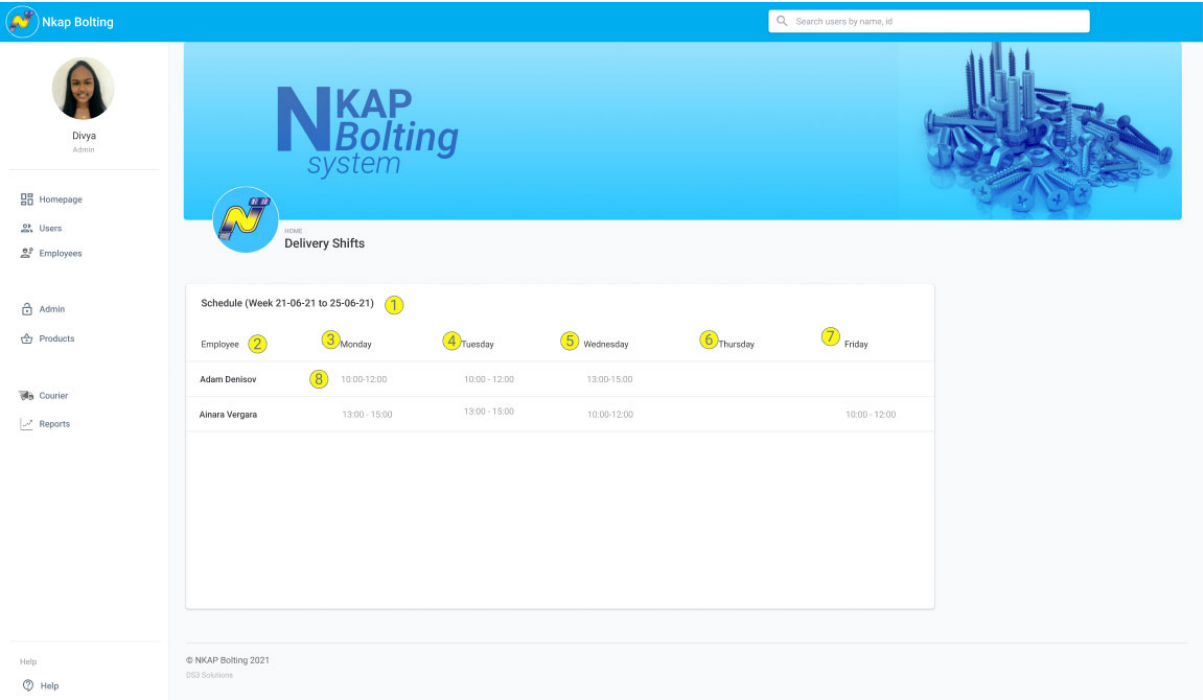 Nkap Bolting
Search users by name, id
Divya
Admin
Homepage
Users
Employees
Admin
Products
Courier
Reports
Help
Help
NKAP
Bolting
system
HOME
Delivery Shifts
Schedule (Week 21-06-21 to 25-06-21) 1
Employee 2 3 Monday 4 Tuesday 5 Wednesday 6 Thursday 7 Friday
Adam Denisov 8 10:00-12:00 10:00 - 12:00 13:00-15:00
Ainara Vergara 13:00 - 15:00 13:00 - 15:00 10:00-12:00 10:00 - 12:00
© NKAP Bolting 2021
DS3 Solutions